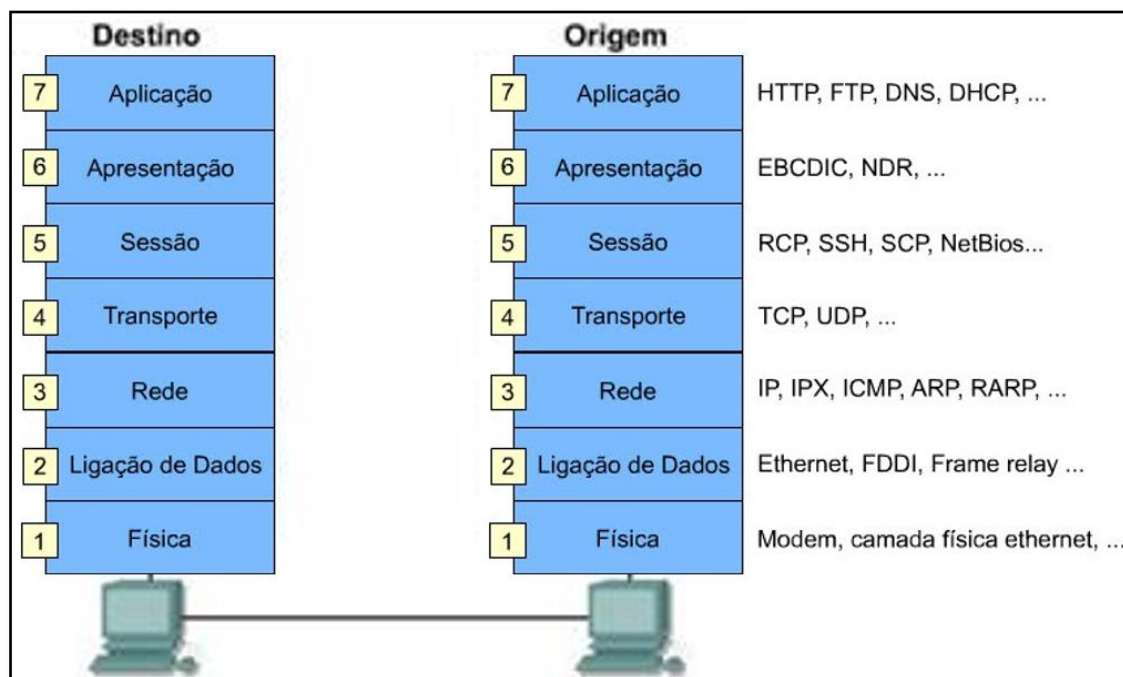 Destino
Origem
7 Aplicação
7 Aplicação
HTTP, FTP, DNS, DHCP, ...
6 Apresentação
6 Apresentação
EBCDIC, NDR, ...
5 Sessão
5 Sessão
RCP, SSH, SCP, NetBios...
4 Transporte
4 Transporte
TCP, UDP, ...
3 Rede
3 Rede
IP, IPX, ICMP, ARP, RARP, ...
2 Ligação de Dados
2 Ligação de Dados
Ethernet, FDDI, Frame relay ...
1 Física
1 Física
Modem, camada física ethernet, ...